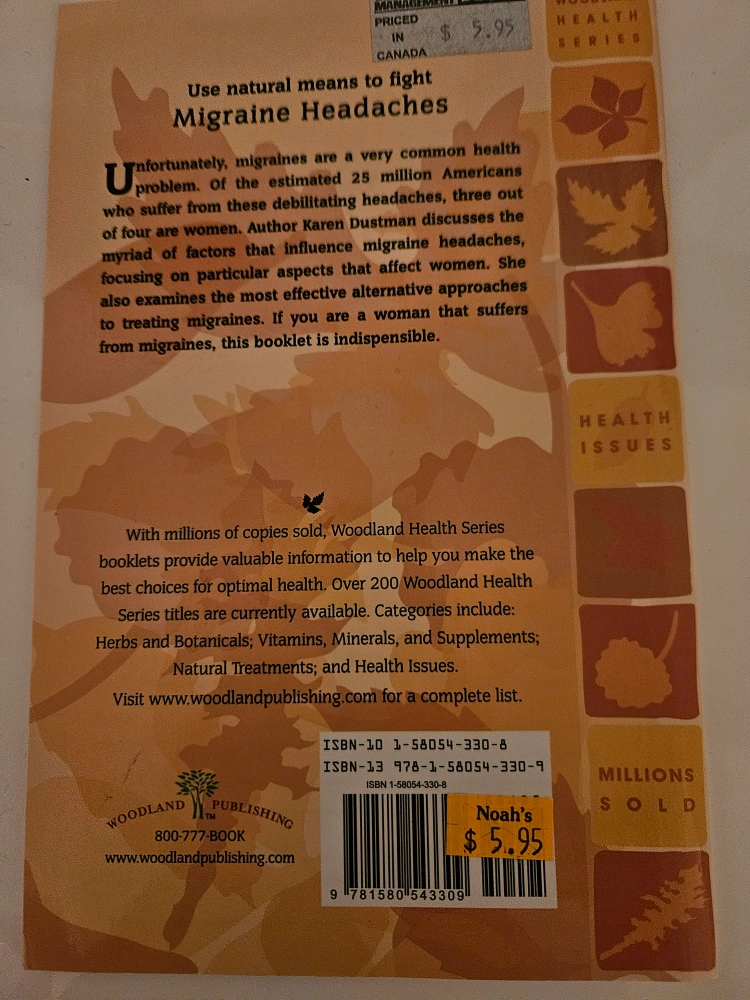 MANAGEMENT
PRICED
IN
CANADA
$ 5.95
WOODLAND
HEALTH
SERIES
Use natural means to fight
Migraine Headaches
Unfortunately, migraines are a very common health
problem. Of the estimated 25 million Americans
who suffer from these debilitating headaches, three out
of four are women. Author Karen Dustman discusses the
myriad of factors that influence migraine headaches,
focusing on particular aspects that affect women. She
also examines the most effective alternative approaches
to treating migraines. If you are a woman that suffers
from migraines, this booklet is indispensible.
HEALTH
ISSUES
With millions of copies sold, Woodland Health Series
booklets provide valuable information to help you make the
best choices for optimal health. Over 200 Woodland Health
Series titles are currently available. Categories include:
Herbs and Botanicals; Vitamins, Minerals, and Supplements;
Natural Treatments; and Health Issues.
Visit www.woodlandpublishing.com for a complete list.
MILLIONS
SOLD
WOODLAND PUBLISHING
TM
800-777-BOOK
www.woodlandpublishing.com
ISBN-10 1-58054-330-8
ISBN-13 978-1-58054-330-9
ISBN 1-58054-330-8
Noah's
$ 5.95
9 781580 543309